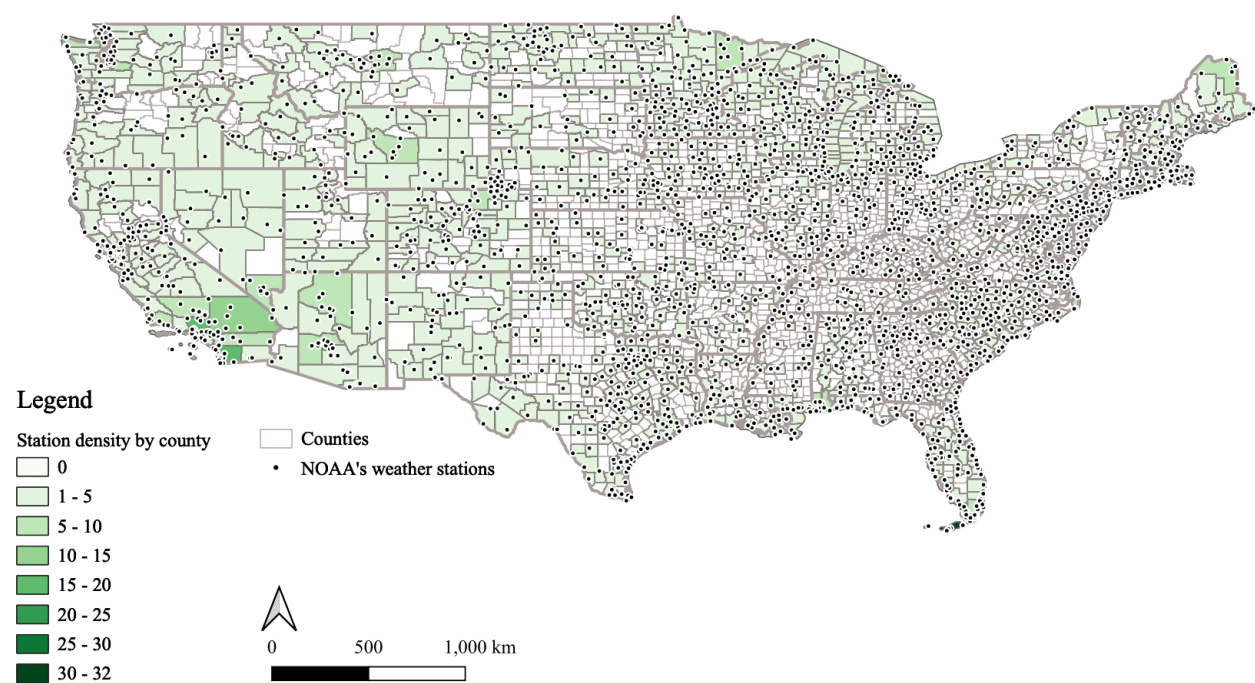 Legend
Station density by county
0
1 - 5
5 - 10
10 - 15
15 - 20
20 - 25
25 - 30
30 - 32
Counties
NOAA's weather stations
0 500 1,000 km